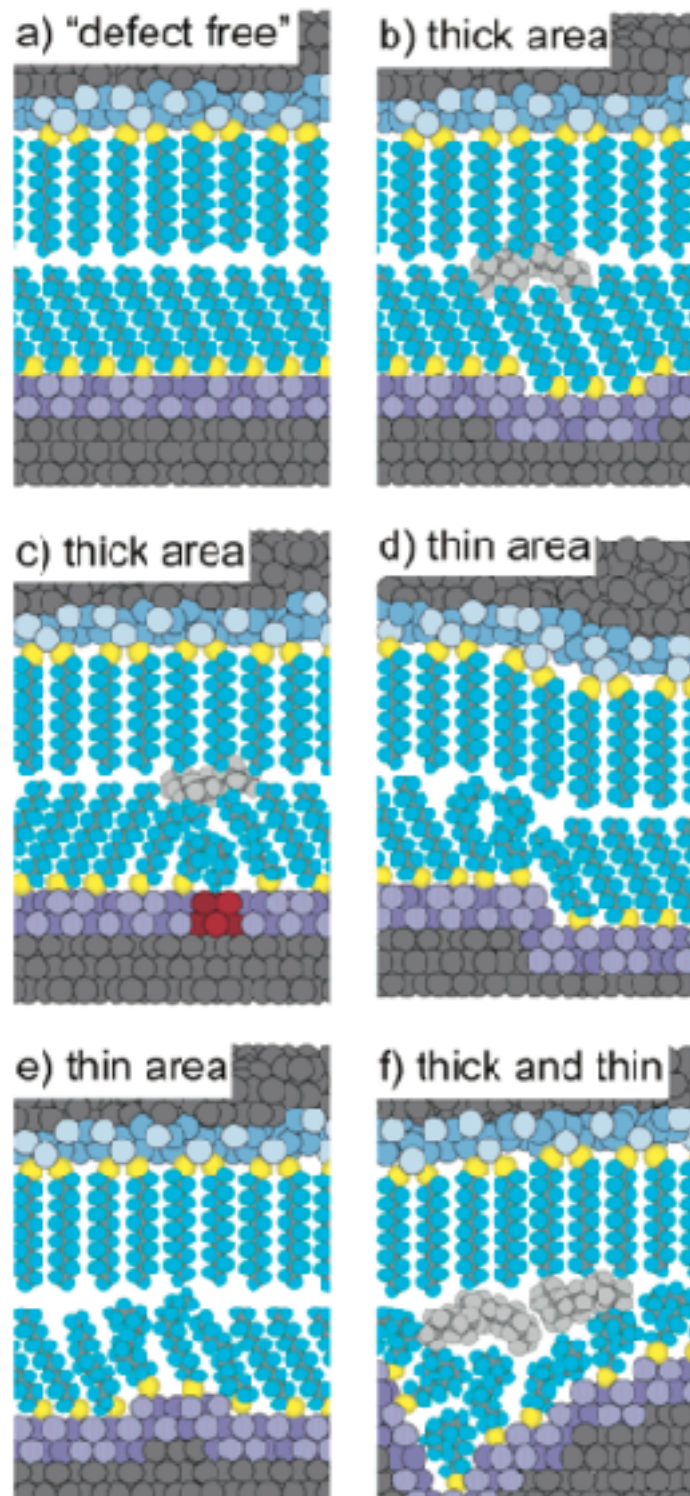 a) “defect free”
b) thick area
c) thick area
d) thin area
e) thin area
f) thick and thin